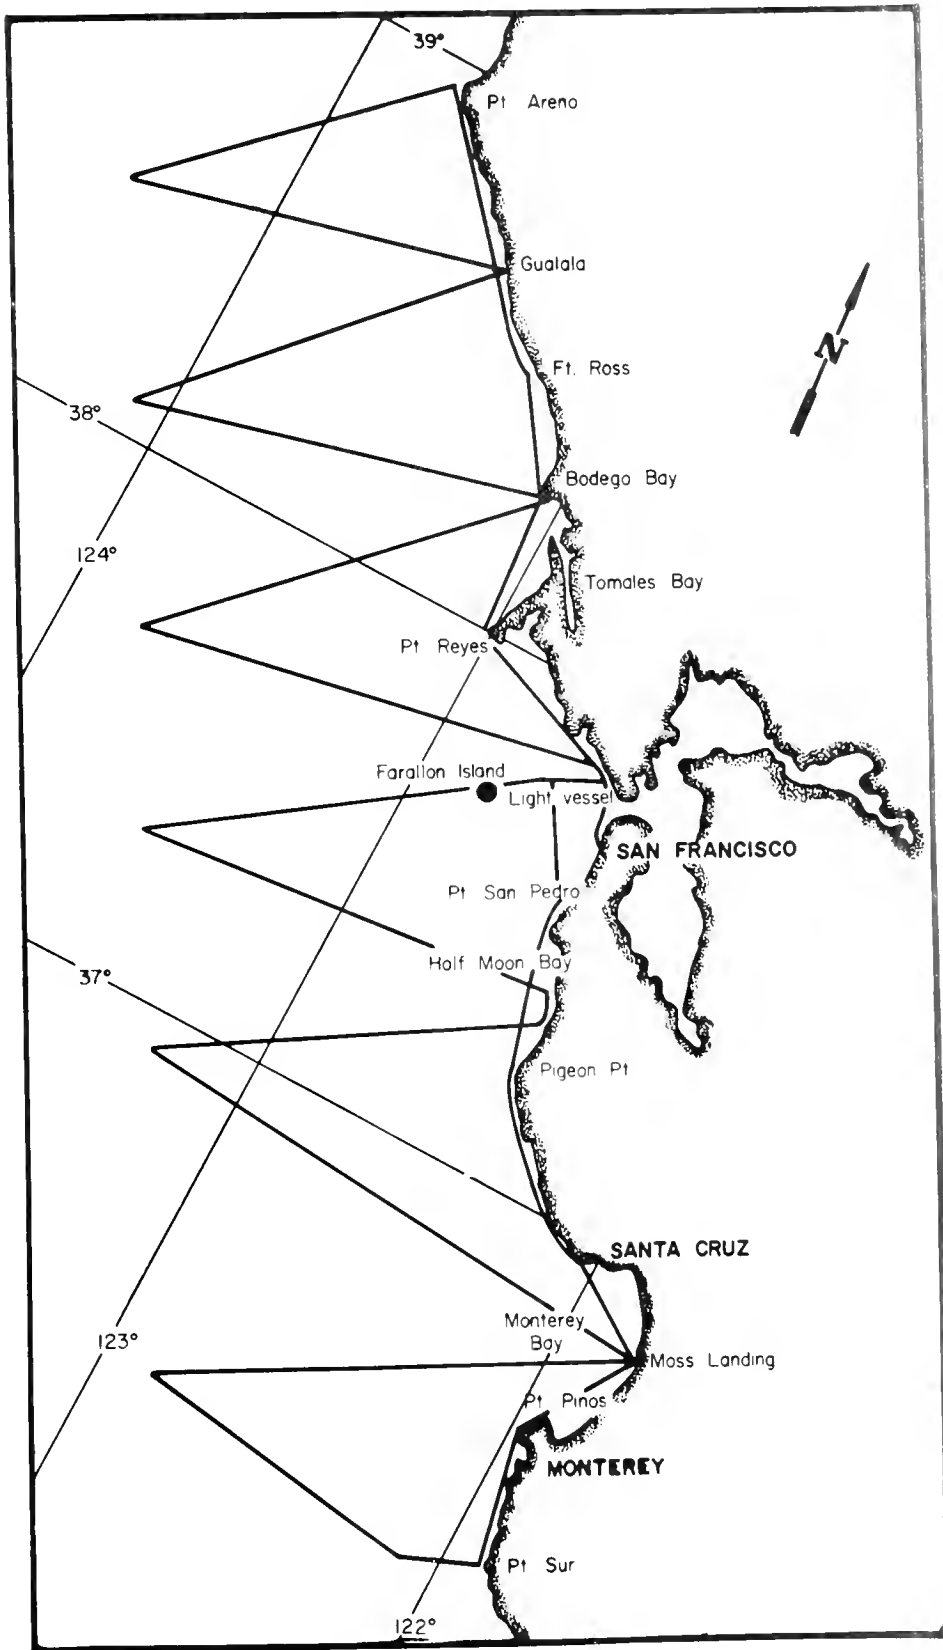 39°
Pt Areno
Gualala
N
Ft. Ross
38°
Bodego Bay
124°
Tomales Bay
Pt Reyes
Farallon Island
Light vessel
SAN FRANCISCO
Pt San Pedro
Half Moon Bay
37°
Pigeon Pt
SANTA CRUZ
Monterey
Bay
123°
Moss Landing
Pt Pinos
MONTEREY
Pt Sur
122°